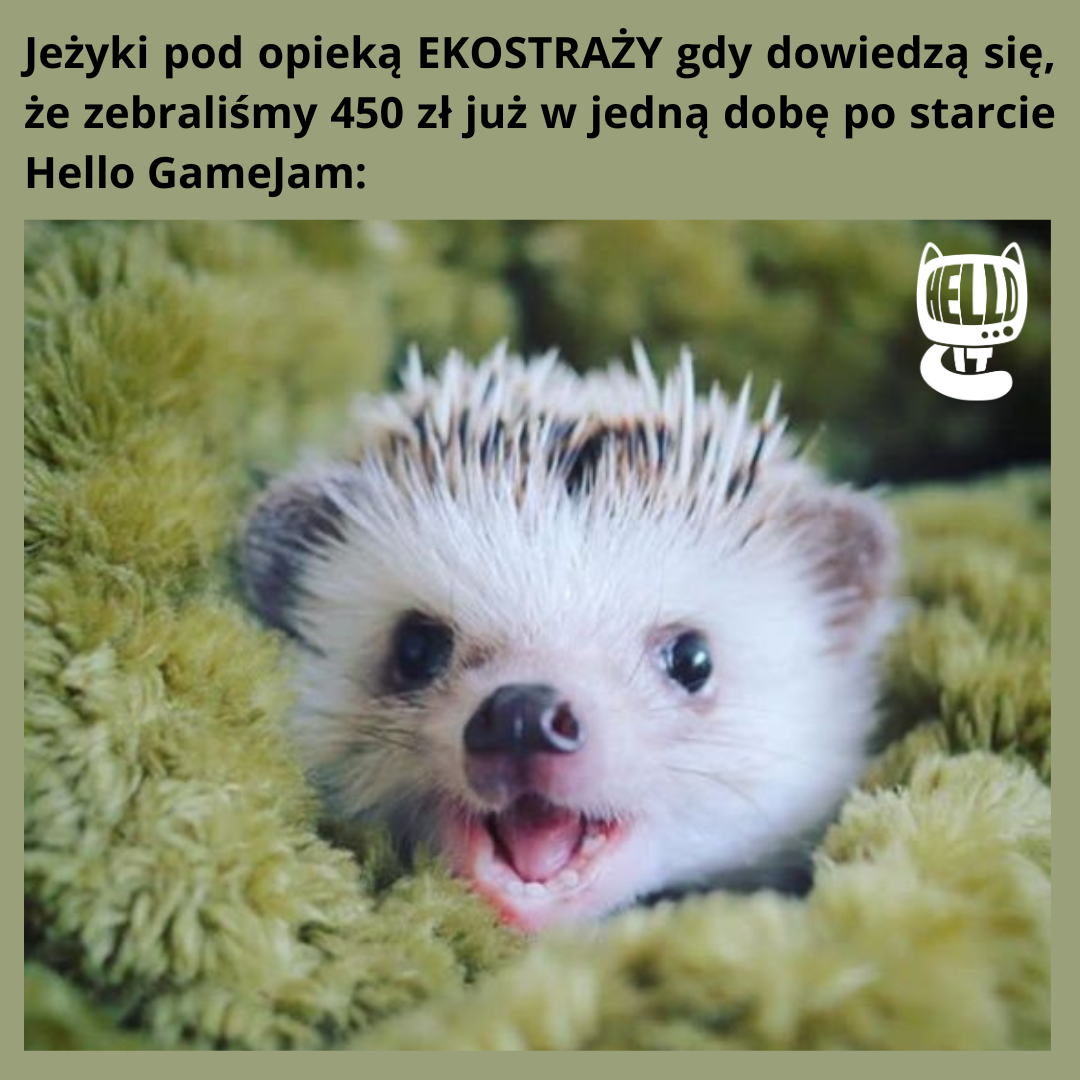 Jeżyki pod opieką EKOSTRAŻY gdy dowiedzą się,
że zebraliśmy 450 zł już w jedną dobę po starcie
Hello GameJam:
HELLO
IT